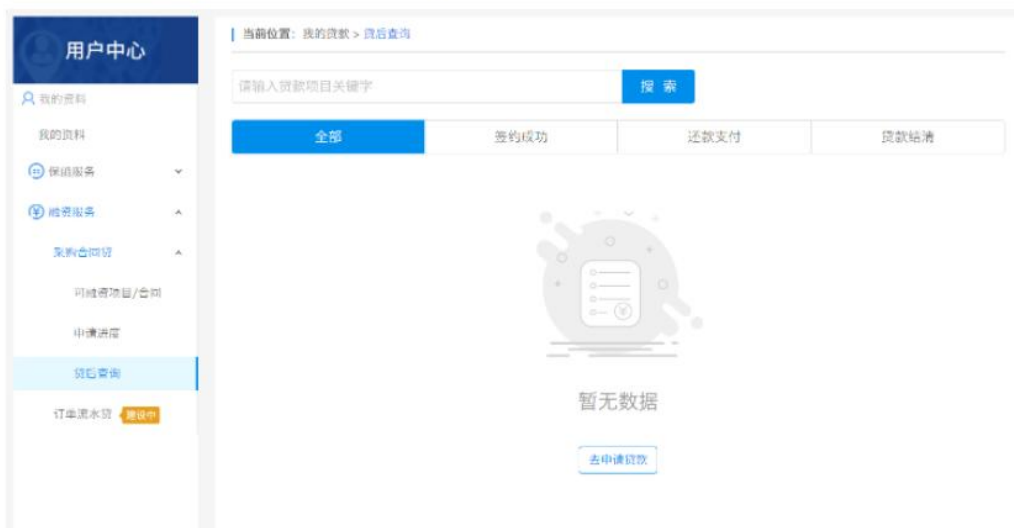 用户中心
我的资料
我的资料
保函服务
融资服务
采购合同贷
可融资项目/合同
申请进度
贷后查询
订单流水贷 建设中
当前位置：我的贷款 > 贷后查询
请输入贷款项目关键字
搜 索
全部 签约成功 还款支付 贷款结清
暂无数据
去申请贷款